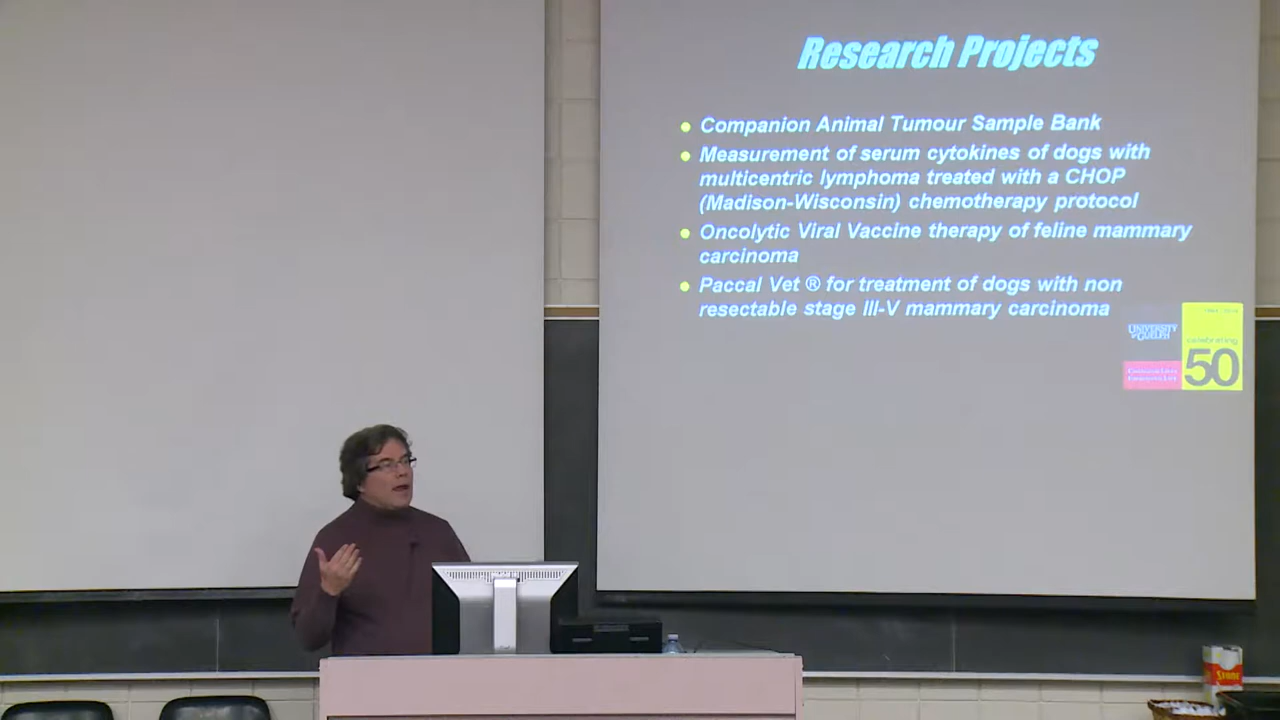 Research Projects
Companion Animal Tumour Sample Bank
Measurement of serum cytokines of dogs with
multicentric lymphoma treated with a CHOP
(Madison-Wisconsin) chemotherapy protocol
Oncolytic Viral Vaccine therapy of feline mammary
carcinoma
Paccal Vet ® for treatment of dogs with non
resectable stage III-V mammary carcinoma
UNIVERSITY
of GUELPH
celebrating
50